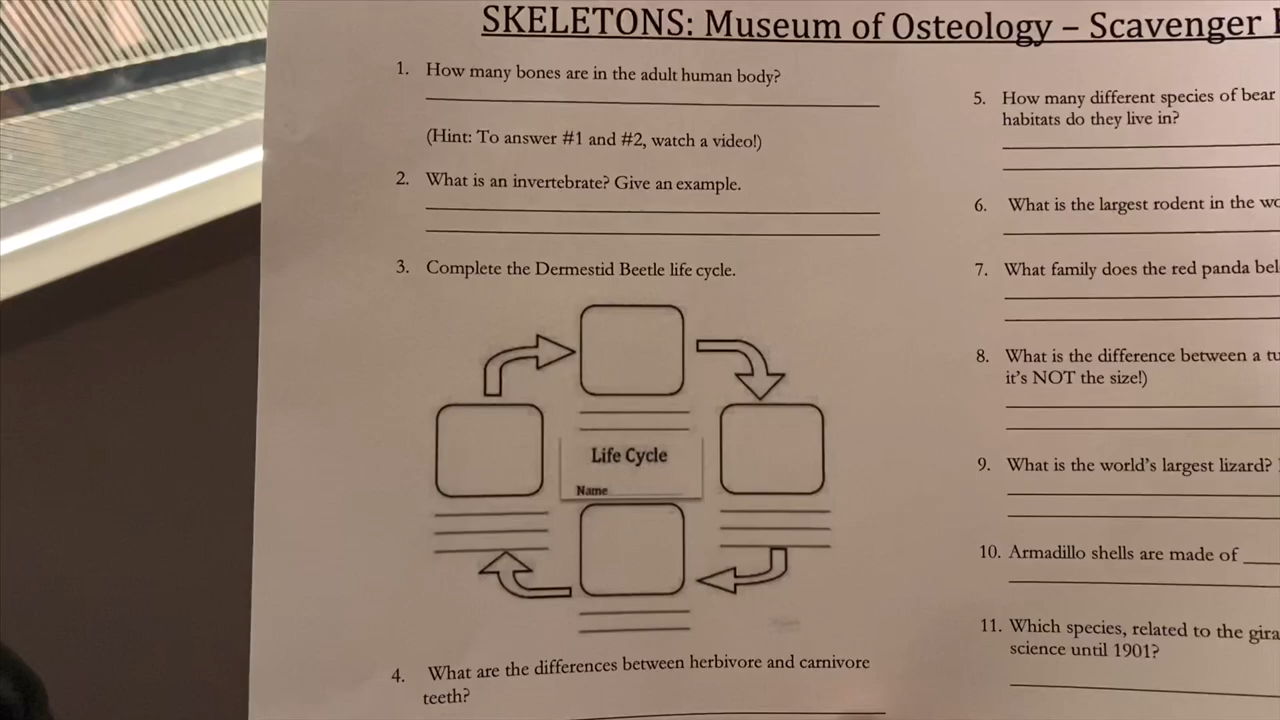 SKELETONS: Museum of Osteology – Scavenger
1. How many bones are in the adult human body?
(Hint: To answer #1 and #2, watch a video!)
2. What is an invertebrate? Give an example.
3. Complete the Dermestid Beetle life cycle.
Life Cycle
Name
4. What are the differences between herbivore and carnivore
teeth?
5. How many different species of bear
habitats do they live in?
6. What is the largest rodent in the wo
7. What family does the red panda bel
8. What is the difference between a tu
it's NOT the size!)
9. What is the world's largest lizard?
10. Armadillo shells are made of ___
11. Which species, related to the gira
science until 1901?